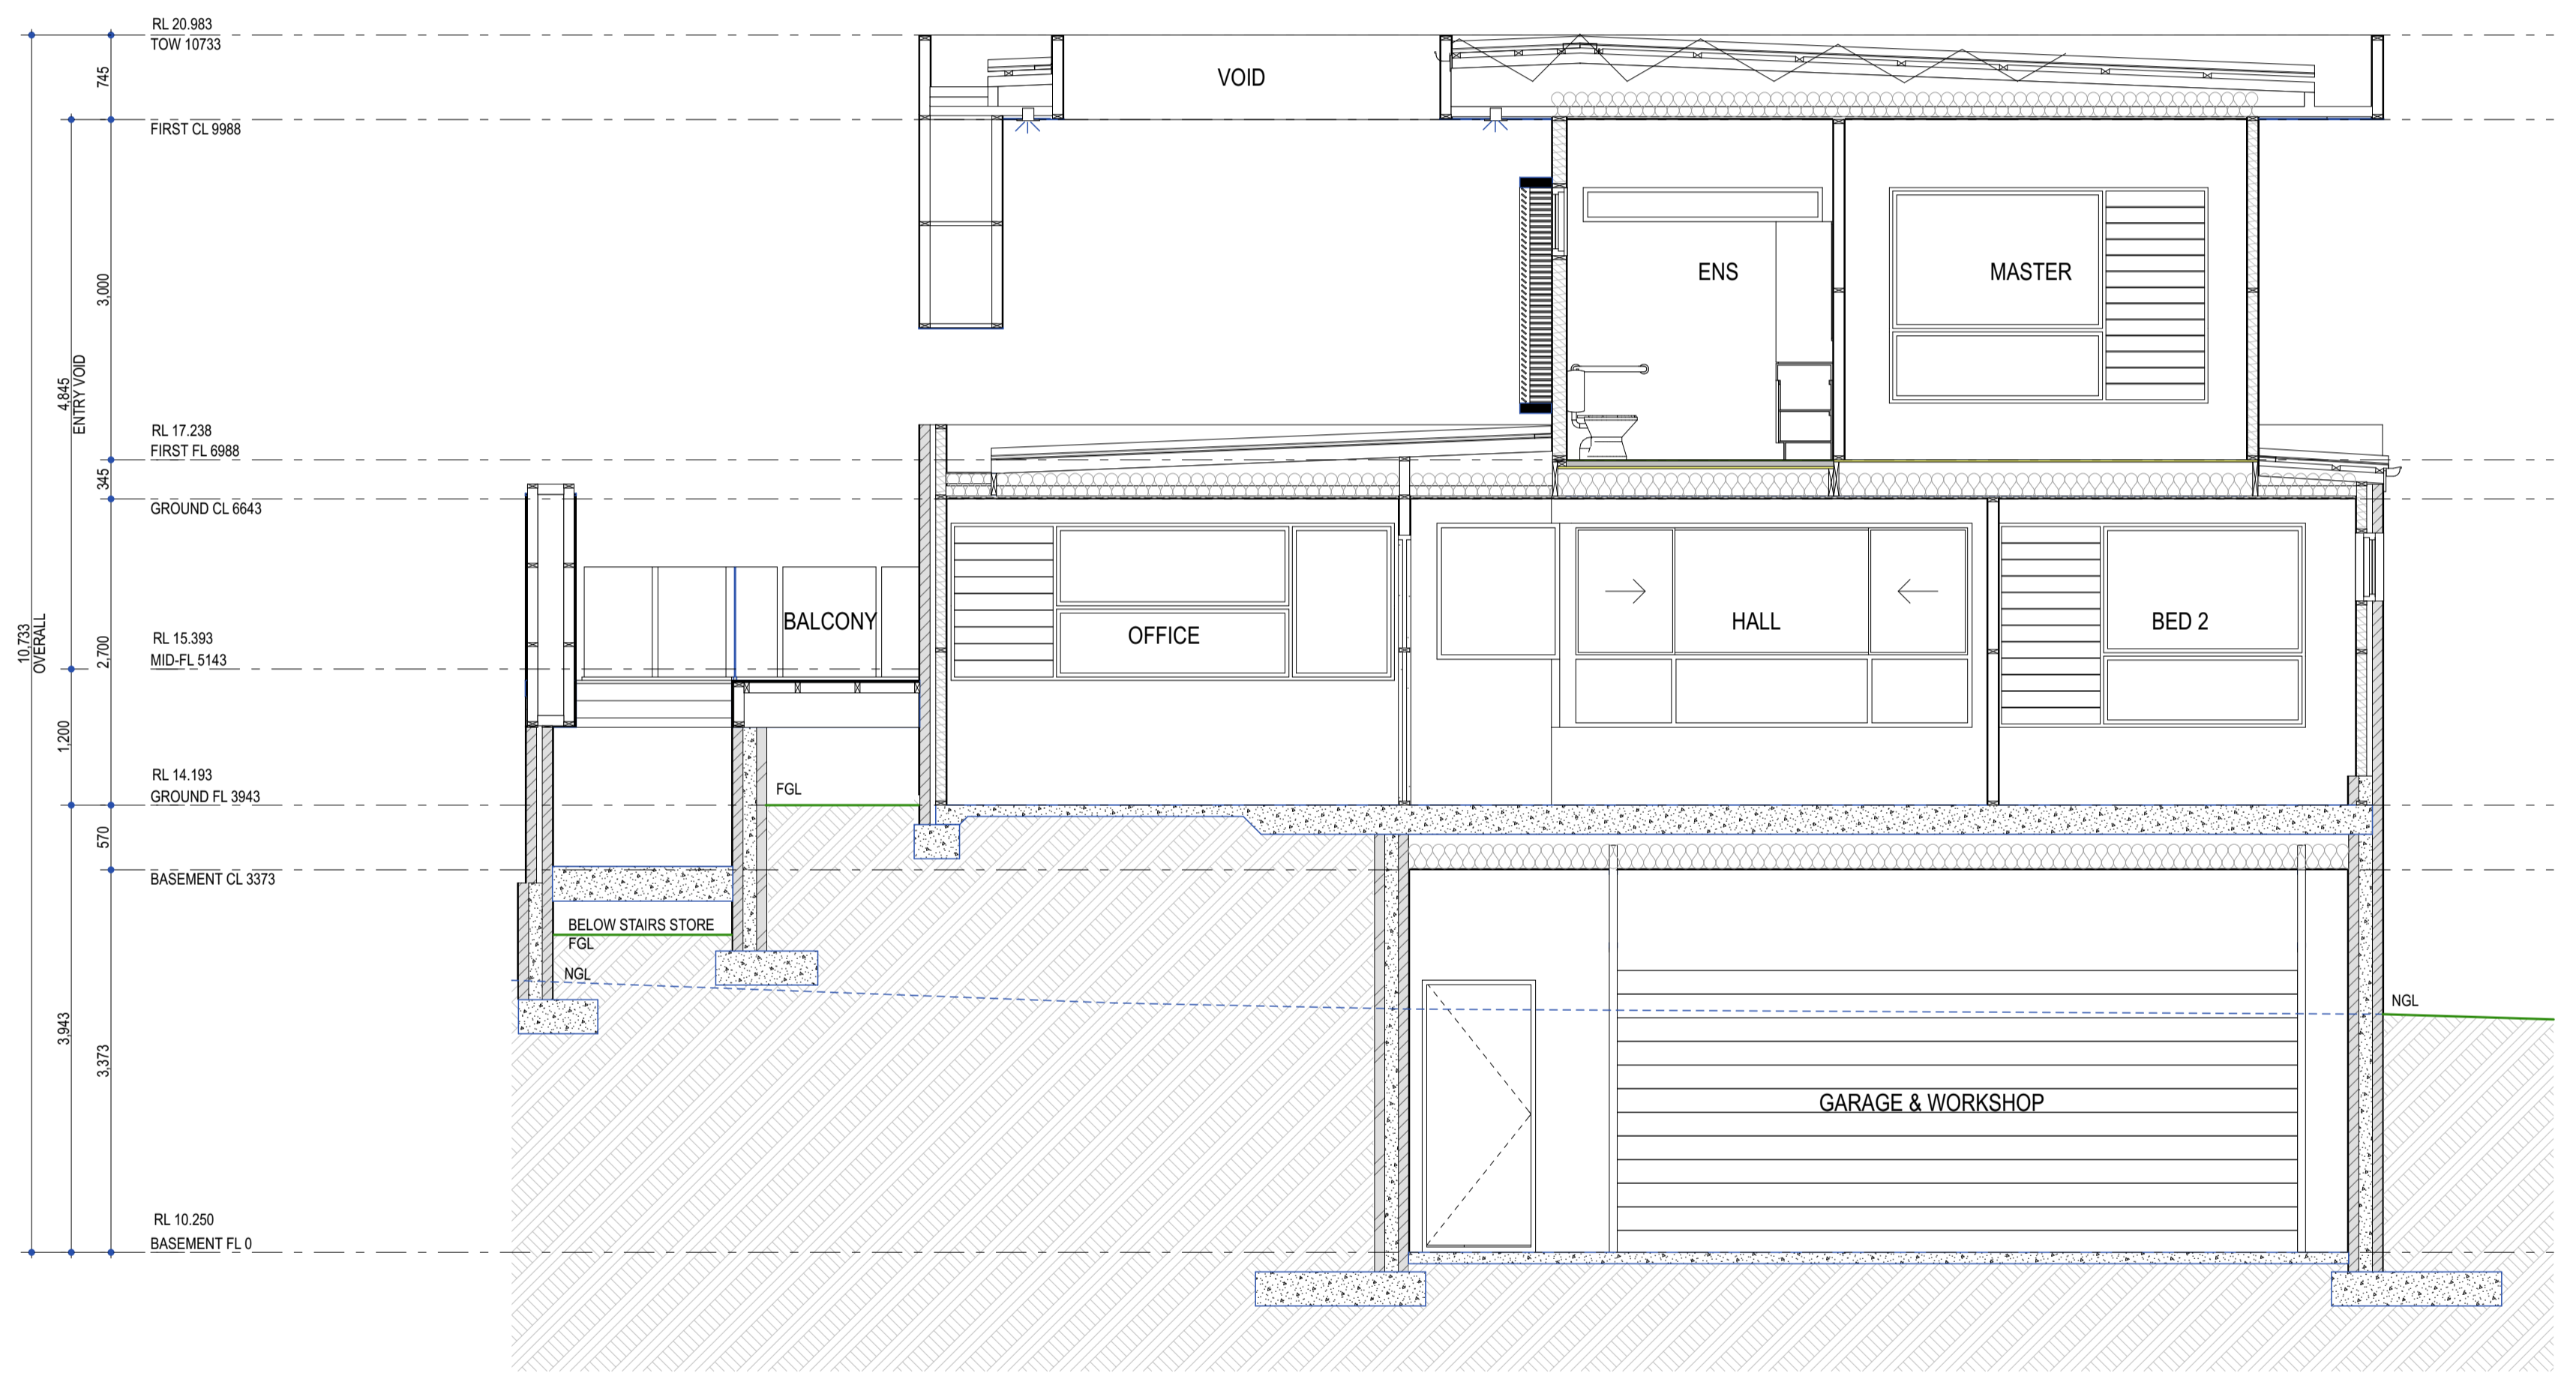 RL 20.983
TOW 10733
745
VOID
FIRST CL 9988
3,000
ENS
MASTER
4,845
ENTRY VOID
RL 17.238
FIRST FL 6988
345
GROUND CL 6643
10,733
OVERALL
2,700
BALCONY
OFFICE
HALL
BED 2
RL 15.393
MID-FL 5143
1,200
RL 14.193
GROUND FL 3943
FGL
570
BASEMENT CL 3373
BELOW STAIRS STORE
FGL
NGL
NGL
3,943
3,373
GARAGE & WORKSHOP
RL 10.250
BASEMENT FL 0